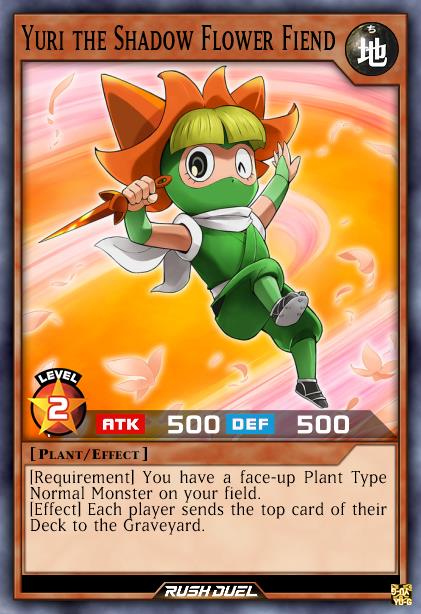 Yuri the Shadow Flower Fiend
ち
地
LEVEL
2
ATK 500 DEF 500
[Plant/Effect]
[Requirement] You have a face-up Plant Type
Normal Monster on your field.
[Effect] Each player sends the top card of their
Deck to the Graveyard.
RUSH DUEL